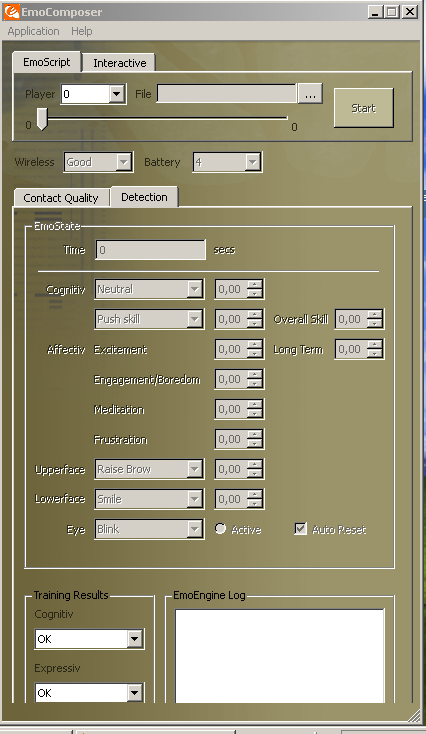 EmoComposer
Application Help
EmoScript Interactive
Player 0 File ... Start
0 0
Wireless Good Battery 4
Contact Quality Detection
EmoState
Time 0 secs
Cognitiv Neutral 0,00
Push skill 0,00 Overall Skill 0,00
Affectiv Excitement 0,00 Long Term 0,00
Engagement/Boredom 0,00
Meditation 0,00
Frustration 0,00
Upperface Raise Brow 0,00
Lowerface Smile 0,00
Eye Blink Active Auto Reset
Training Results EmoEngine Log
Cognitiv
OK
Expressiv
OK